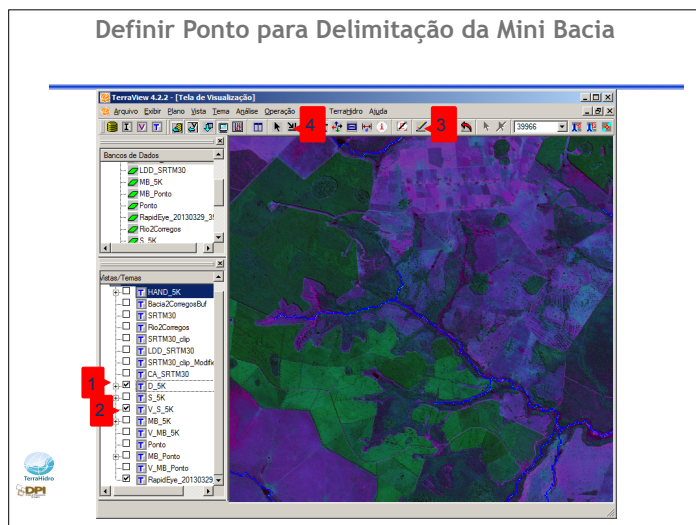 Definir Ponto para Delimitação da Mini Bacia
TerraView 4.2.2 - [Tela de Visualização]
Arquivo Exibir Plano Vista Tema Análise Operação TerraHidro Ajuda
4
3
39966
Bancos de Dados
LDD_SRTM30
MB_5K
MB_Ponto
Ponto
RapidEye_20130329_3
Rio2Corregos
S_5K
Vistas/Temas
HAND_5K
Bacia2CorregosBuf
SRTM30
Rio2Corregos
SRTM30_clip
LDD_SRTM30
SRTM30_clip_Modific
CA_SRTM30
1
D_5K
S_5K
2
V_S_5K
MB_5K
V_MB_5K
Ponto
MB_Ponto
V_MB_Ponto
RapidEye_20130329
TerraHidro
DPI